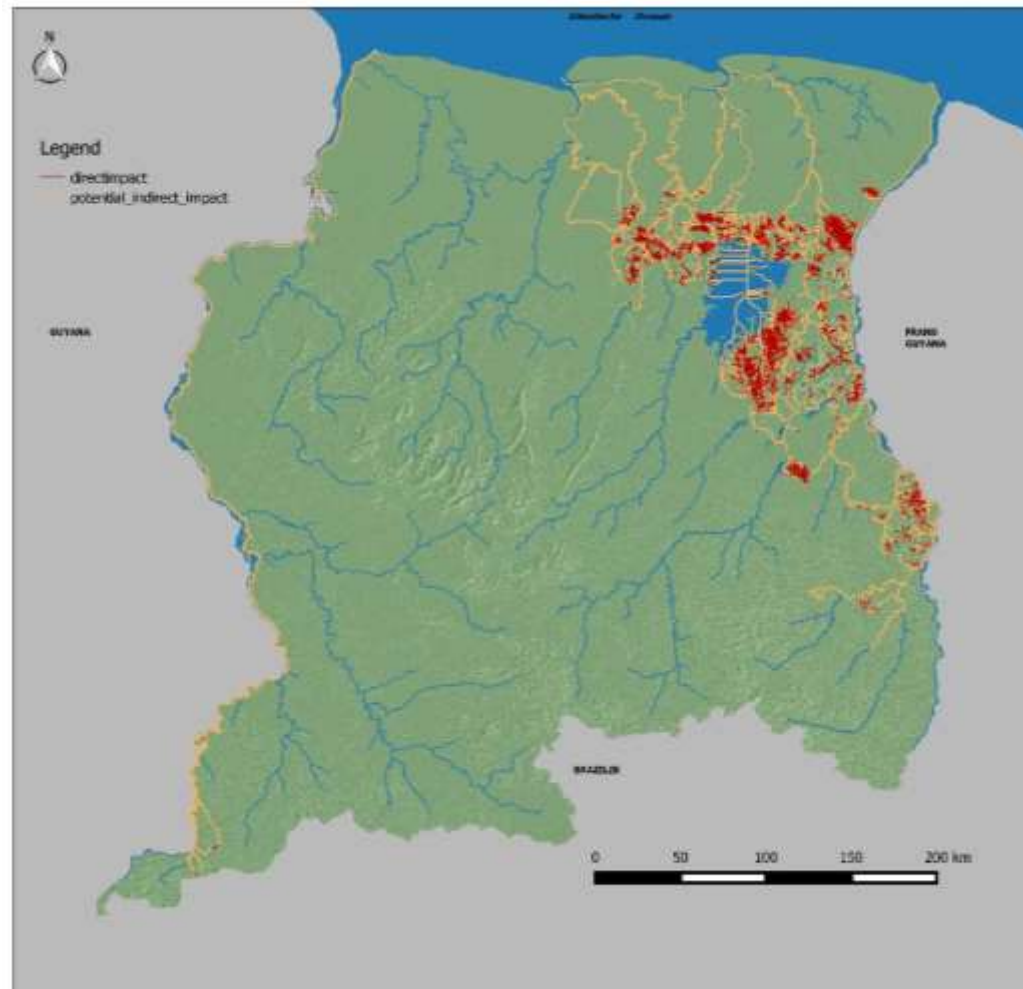 N
Legend
directimpact
potential_indirect_impact
GUYANA
FRANS
GUYANA
BRAZILIE
0 50 100 150 200 km